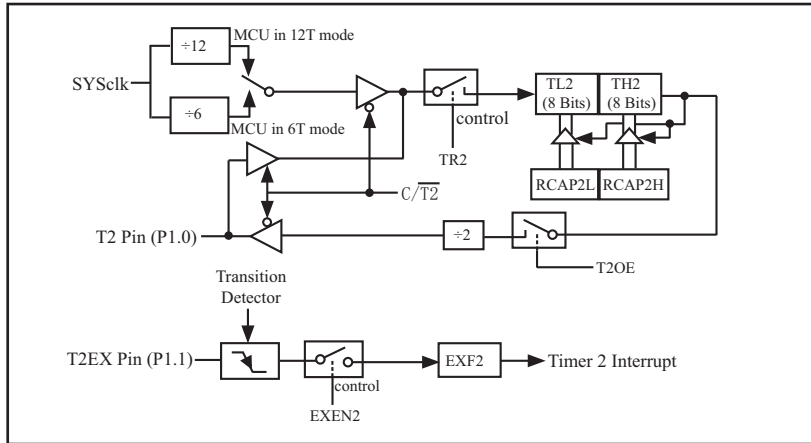 ÷12
MCU in 12T mode
SYSclk
÷6
MCU in 6T mode
control
TR2
TL2
(8 Bits)
TH2
(8 Bits)
RCAP2L
RCAP2H
C/T2
T2 Pin (P1.0)
÷2
T2OE
Transition
Detector
T2EX Pin (P1.1)
control
EXEN2
EXF2
Timer 2 Interrupt